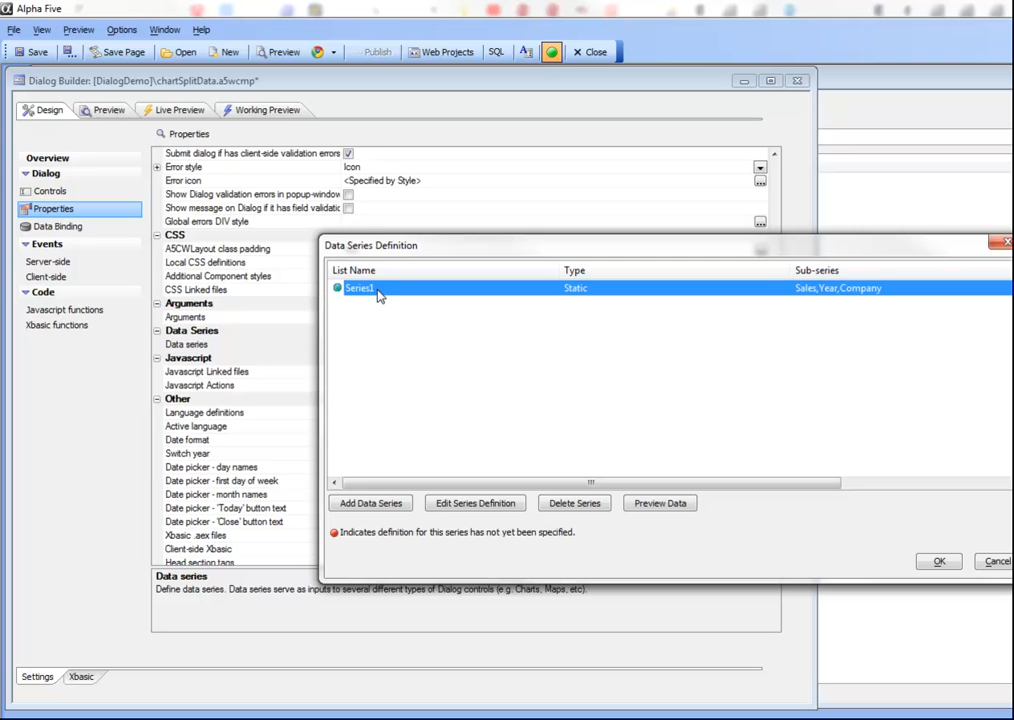 Alpha Five
File View Preview Options Window Help
Save Save Page Open New Preview Publish Web Projects SQL A Close
Dialog Builder: [DialogDemo]\chartSplitData.a5wcmp*
Design Preview Live Preview Working Preview
Properties
Overview
Dialog
Controls
Properties
Data Binding
Events
Server-side
Client-side
Code
Javascript functions
Xbasic functions
Submit dialog if has client-side validation errors
Error style Icon
Error icon <Specified by Style>
Show Dialog validation errors in popup-window
Show message on Dialog if it has field validatic
Global errors DIV style
CSS
A5CWLayout class padding
Local CSS definitions
Additional Component styles
CSS Linked files
Arguments
Arguments
Data Series
Data series
Javascript
Javascript Linked files
Javascript Actions
Other
Language definitions
Active language
Date format
Switch year
Date picker - day names
Date picker - first day of week
Date picker - month names
Date picker - 'Today' button text
Date picker - 'Close' button text
Xbasic .aex files
Client-side Xbasic
Head section tags
Data series
Define data series. Data series serve as inputs to several different types of Dialog controls (e.g. Charts, Maps, etc).
Settings Xbasic
Data Series Definition
List Name Type Sub-series
Series1 Static Sales,Year,Company
Add Data Series Edit Series Definition Delete Series Preview Data
Indicates definition for this series has not yet been specified.
OK Cancel